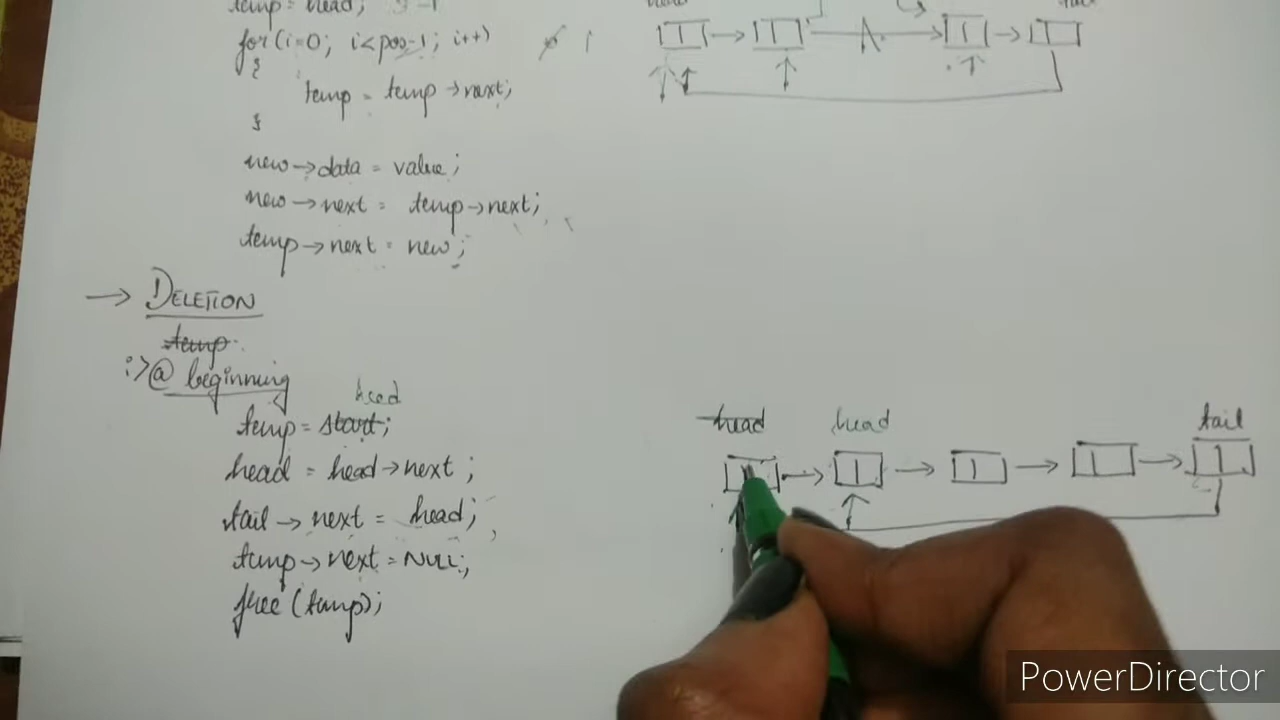 temp = head;
for (i=0; i<pos-1; i++)
{
temp = temp → next;
}
new → data = value;
new → next = temp → next;
temp → next = new;
→ DELETION
temp
:>@ beginning
head
temp = start;
head = head → next;
tail → next = head;
temp → next = NULL;
free (temp);
head head tail
PowerDirector